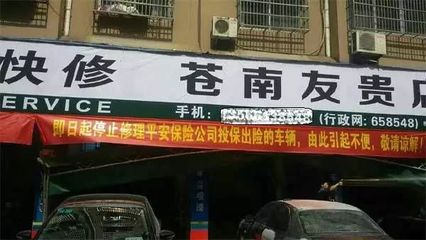 快修 苍南友贵店
SERVICE 手机: (行政网: 658548)
即日起停止修理平安保险公司投保出险的车辆，由此引起不便，敬请谅解！